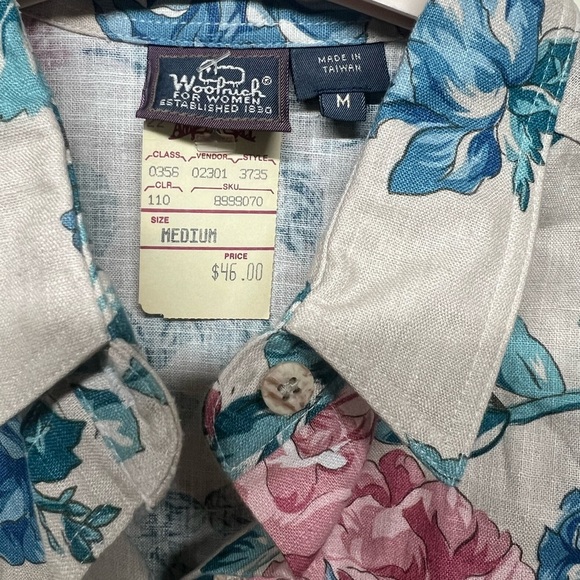 Woolrich
FOR WOMEN
ESTABLISHED 1830
MADE IN
TAIWAN
M
CLASS VENDOR STYLE
0356 02301 3735
CLR. SKU
110 8999070
SIZE
MEDIUM
PRICE
$46.00